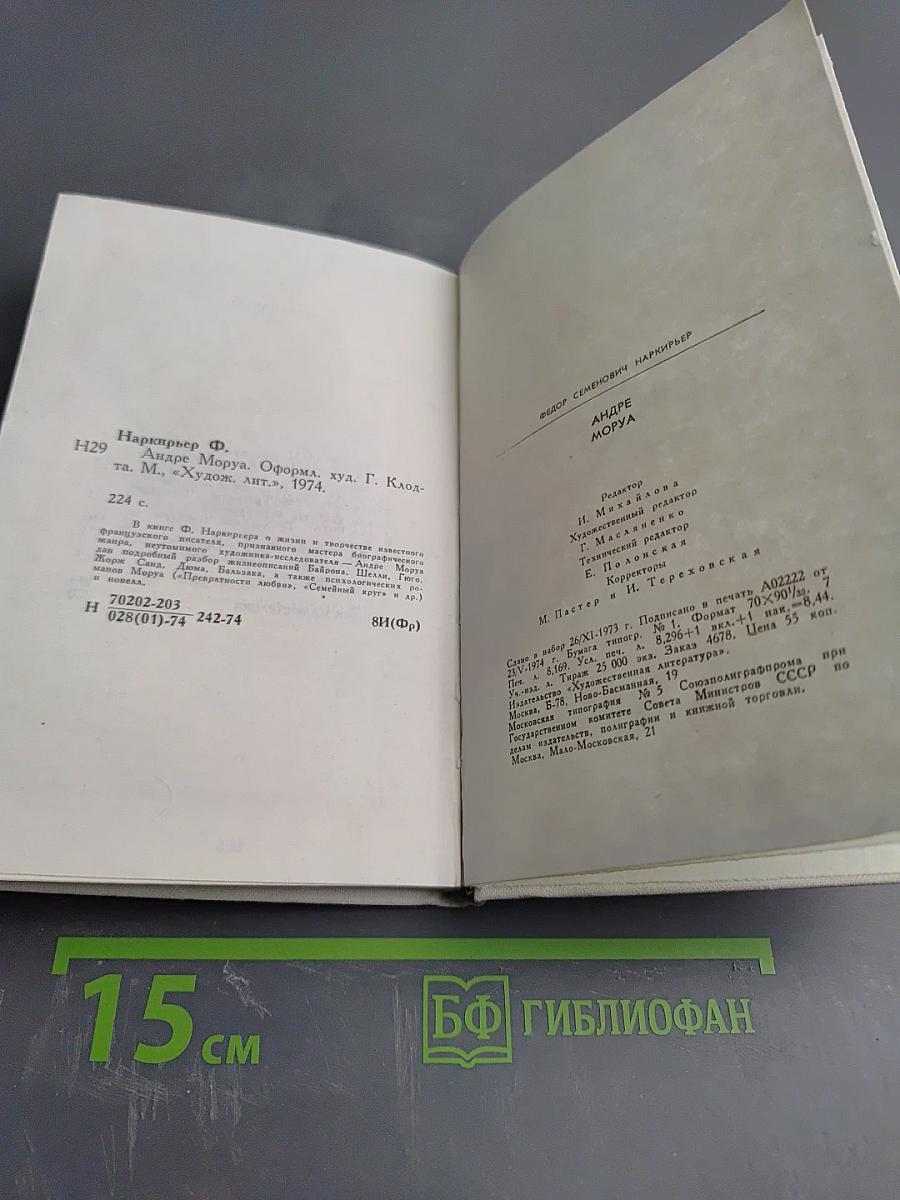 Наркирьер Ф.
Н29
Андре Моруа. Оформл. худ. Г. Клод-
та. М., «Худож. лит.», 1974.
224 с.
В книге Ф. Наркирьера о жизни и творчестве известного
французского писателя, признанного мастера биографического
жанра, неутомимого художника-исследователя — Андре Моруа
дан подробный разбор жизнеописаний Байрона, Шелли, Гюго,
Жорж Санд, Дюма, Бальзака, а также психологических ро-
манов Моруа («Превратности любви», «Семейный круг» и др.)
и новелл.
Н 70202-203
028(01)-74 242-74 8И(Фр)
ФЕДОР СЕМЕНОВИЧ НАРКИРЬЕР
АНДРЕ
МОРУА
Редактор
И. Михайлова
Художественный редактор
Г. Масляненко
Технический редактор
Е. Полонская
Корректоры
М. Пастер и И. Тереховская
Сдано в набор 26/XI-1973 г. Подписано в печать А02222 от
23/V-1974 г. Бумага типогр. № 1. Формат 70×90¹/₃₂. 7
Печ. л. 8,169. Усл. печ. л. 8,296+1 вкл.+1 нак.=8,44.
Уч.-изд. л. Тираж 25 000 экз. Заказ 4678. Цена 55 коп.
Издательство «Художественная литература».
Москва, Б-78, Ново-Басманная, 19
Московская типография № 5 Союзполиграфпрома при
Государственном комитете Совета Министров СССР по
делам издательств, полиграфии и книжной торговли.
Москва, Мало-Московская, 21
15 см
БФ ГИБЛИОФАН